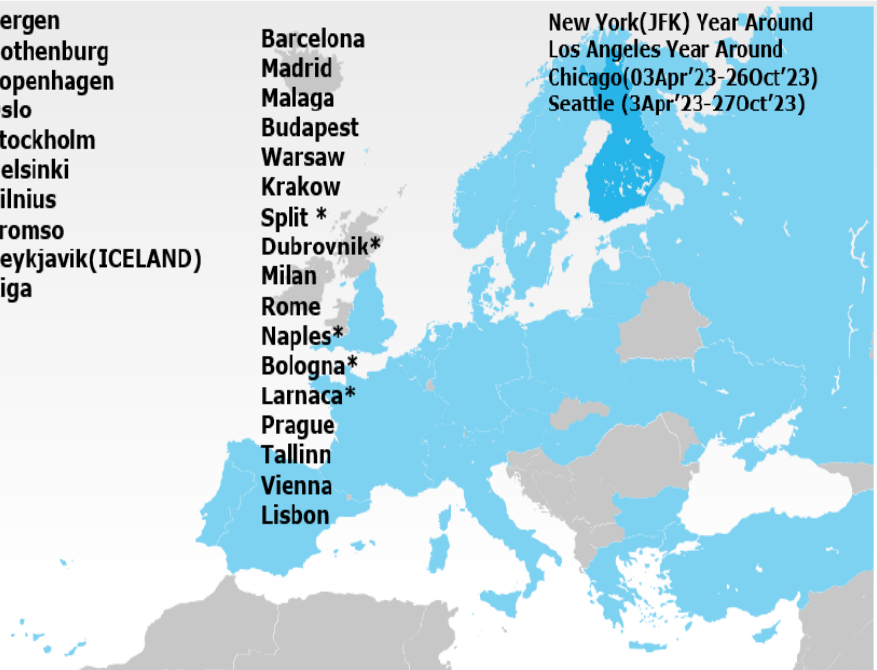 ergen
othenburg
openhagen
slo
tockholm
elsinki
ilnius
romso
eykjavik(ICELAND)
iga
Barcelona
Madrid
Malaga
Budapest
Warsaw
Krakow
Split *
Dubrovnik*
Milan
Rome
Naples*
Bologna*
Larnaca*
Prague
Tallinn
Vienna
Lisbon
New York(JFK) Year Around
Los Angeles Year Around
Chicago(03Apr’23-26Oct’23)
Seattle (3Apr’23-27Oct’23)